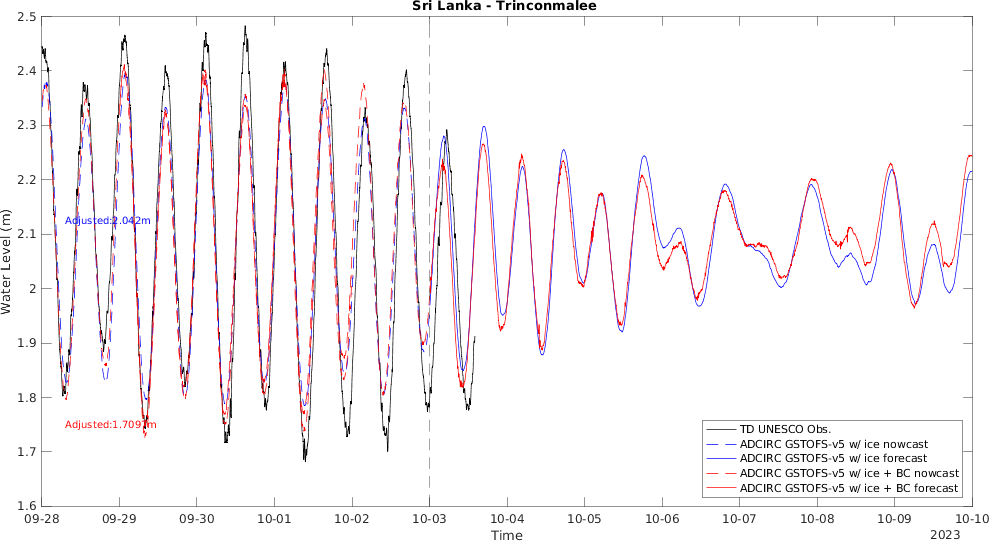 Sri Lanka - Trinconmalee
2.5
2.4
2.3
2.2
2.1
2
1.9
1.8
1.7
1.6
Water Level (m)
Adjusted:2.042m
Adjusted:1.7097m
TD UNESCO Obs.
ADCIRC GSTOFS-v5 w/ ice nowcast
ADCIRC GSTOFS-v5 w/ ice forecast
ADCIRC GSTOFS-v5 w/ ice + BC nowcast
ADCIRC GSTOFS-v5 w/ ice + BC forecast
09-28 09-29 09-30 10-01 10-02 10-03 10-04 10-05 10-06 10-07 10-08 10-09 10-10
Time
2023